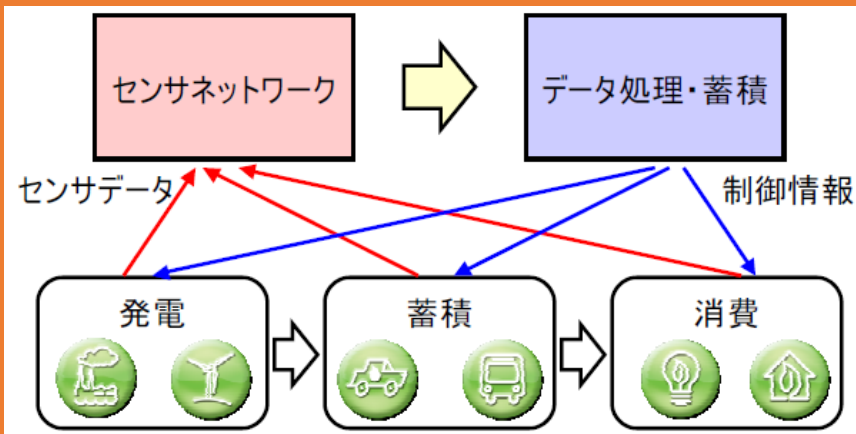 センサネットワーク
データ処理・蓄積
センサデータ
制御情報
発電
蓄積
消費